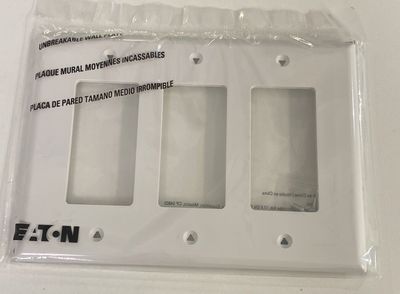 UNBREAKABLE WALL PLATE
PLAQUE MURAL MOYENNES INCASSABLES
PLACA DE PARED TAMANO MEDIO IRROMPIBLE
EATON